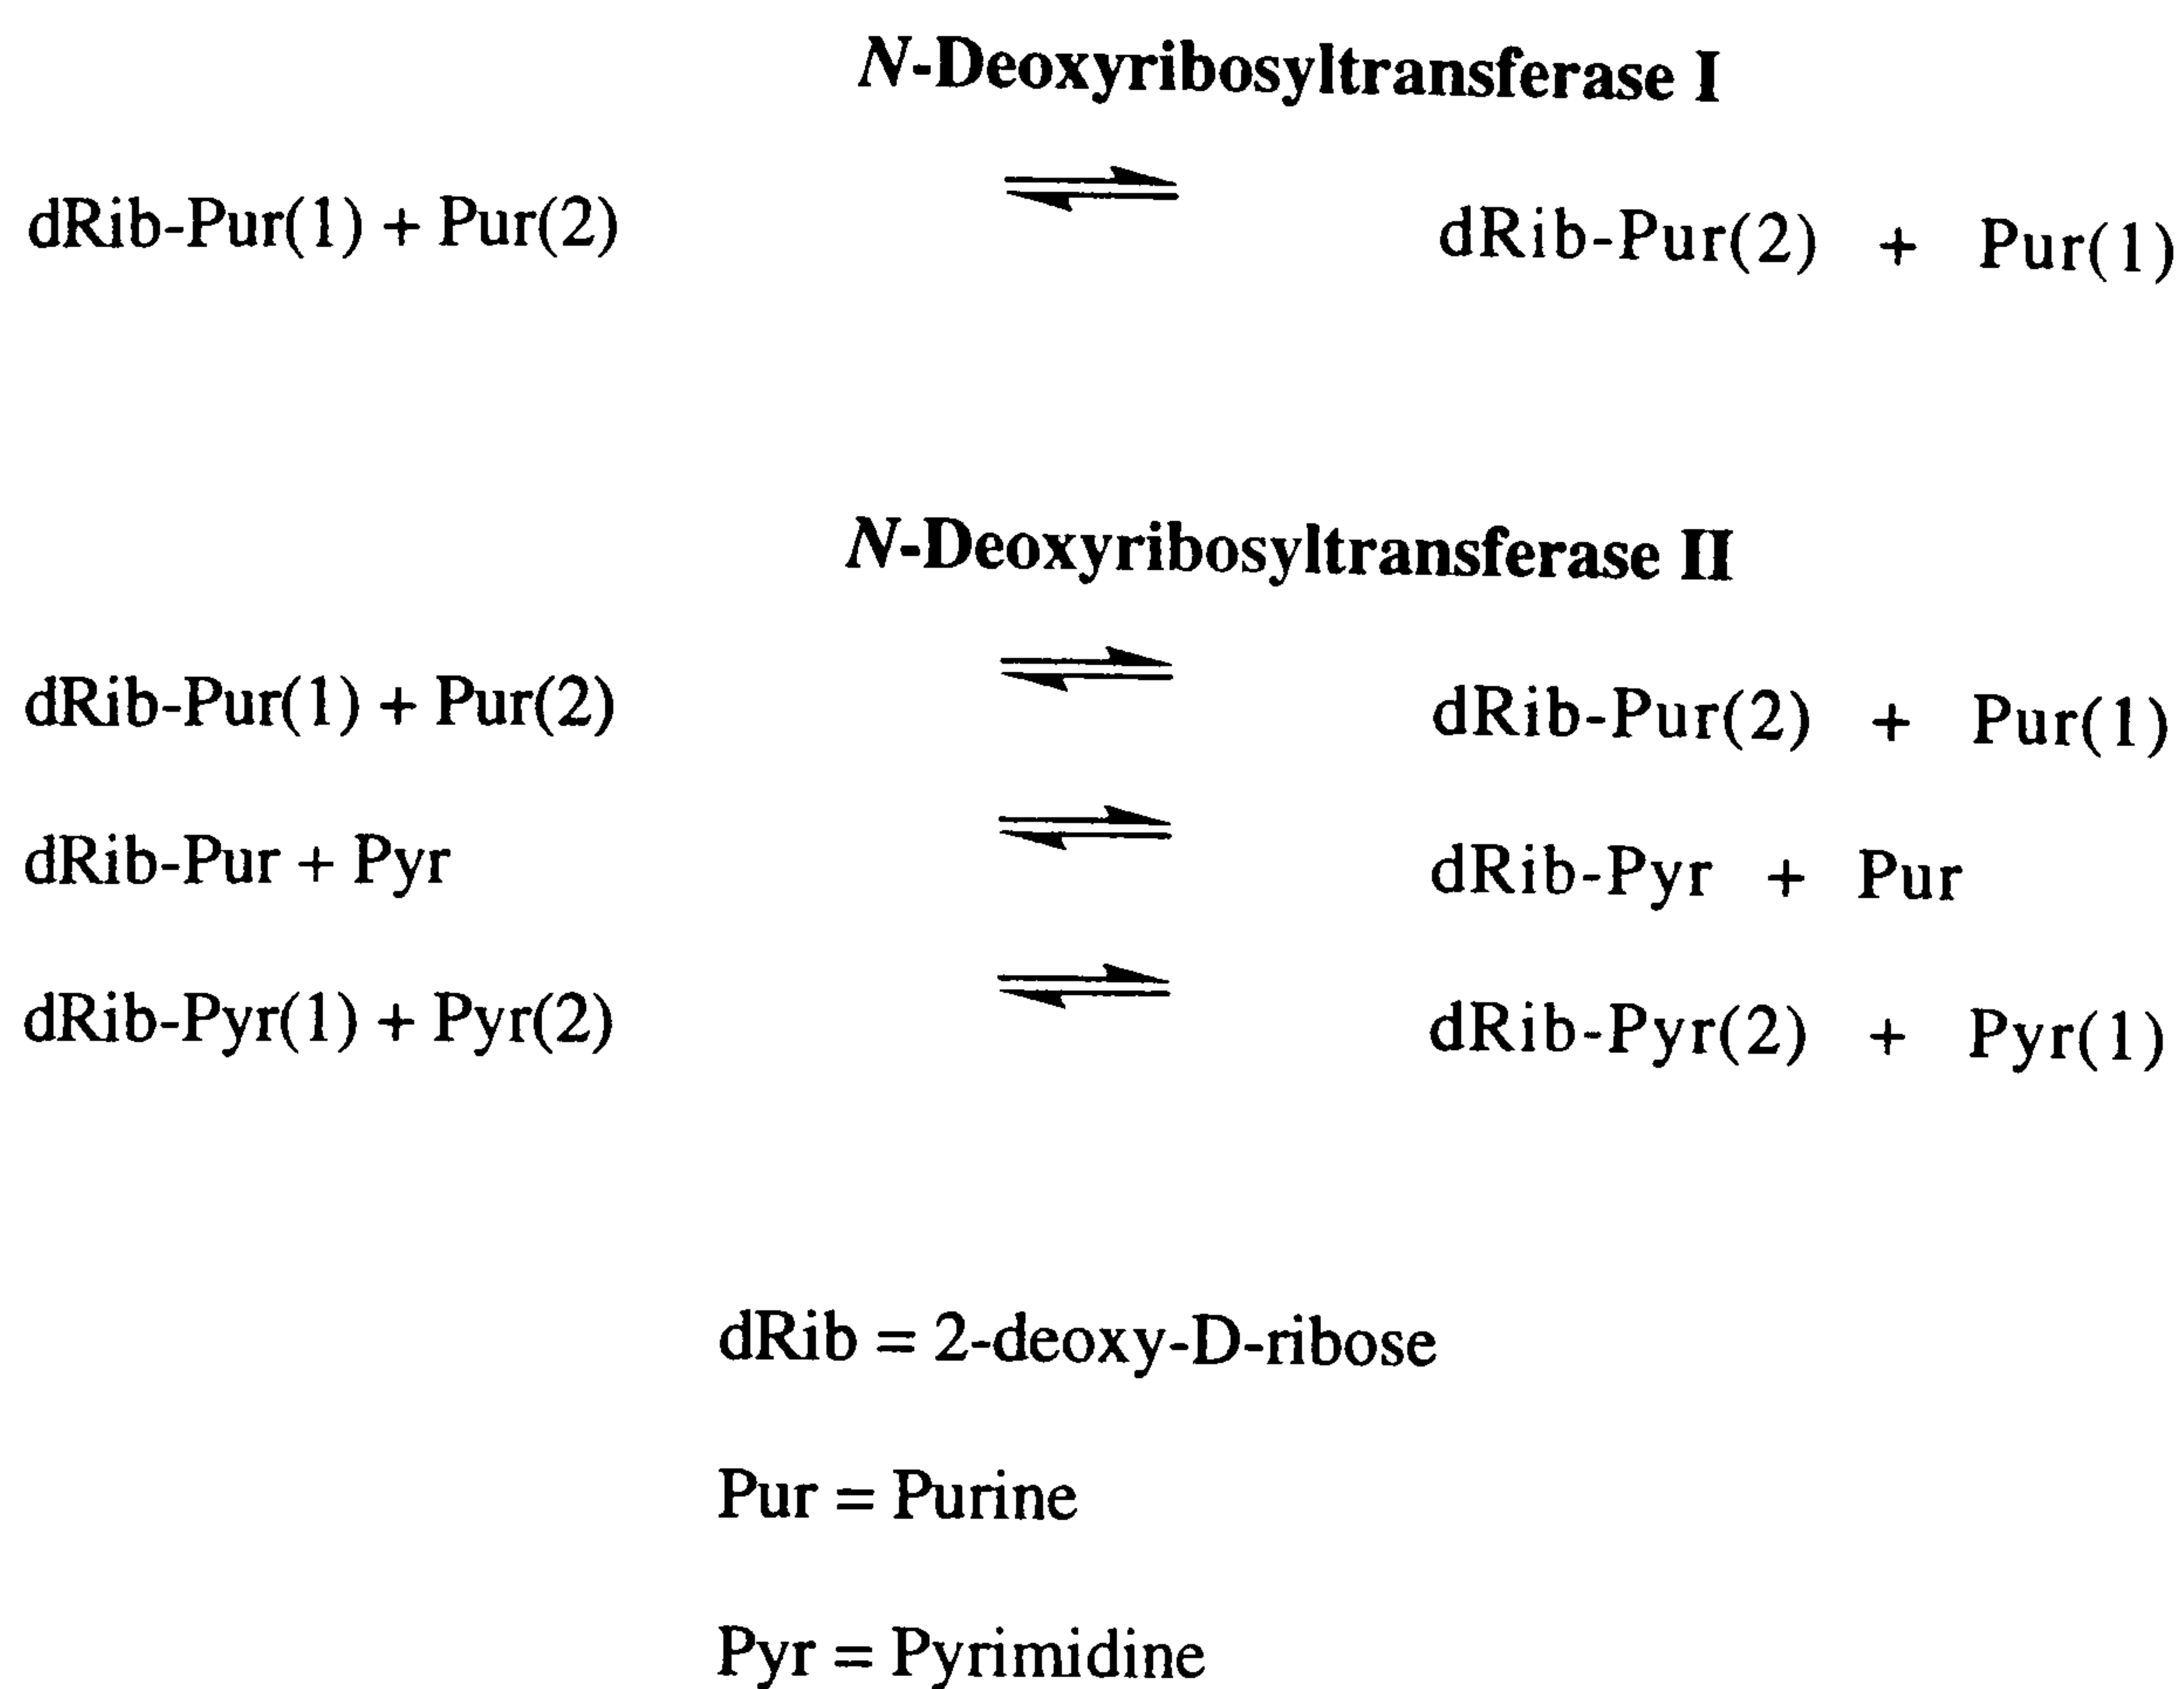 N-Deoxyribosyltransferase I
dRib-Pur(1) + Pur(2) ⇌ dRib-Pur(2) + Pur(1)
N-Deoxyribosyltransferase II
dRib-Pur(1) + Pur(2) ⇌ dRib-Pur(2) + Pur(1)
dRib-Pur + Pyr ⇌ dRib-Pyr + Pur
dRib-Pyr(1) + Pyr(2) ⇌ dRib-Pyr(2) + Pyr(1)
dRib = 2-deoxy-D-ribose
Pur = Purine
Pyr = Pyrimidine